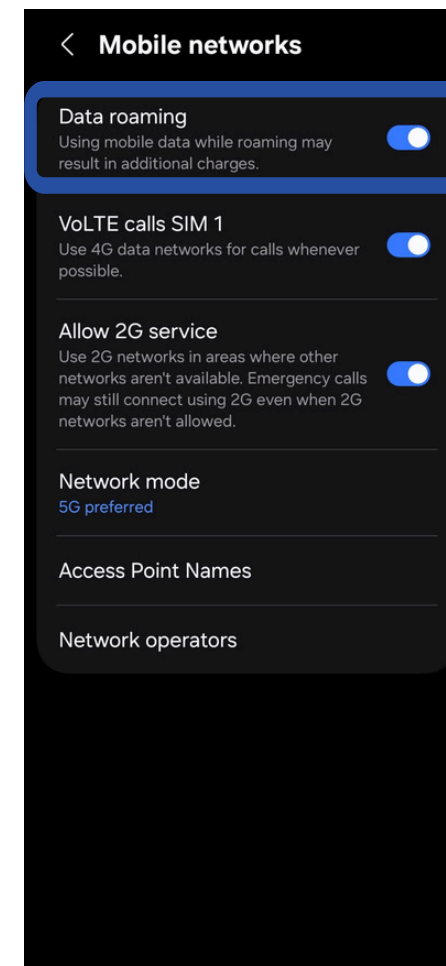 Mobile networks
Data roaming
Using mobile data while roaming may
result in additional charges.
VoLTE calls SIM 1
Use 4G data networks for calls whenever
possible.
Allow 2G service
Use 2G networks in areas where other
networks aren't available. Emergency calls
may still connect using 2G even when 2G
networks aren't allowed.
Network mode
5G preferred
Access Point Names
Network operators